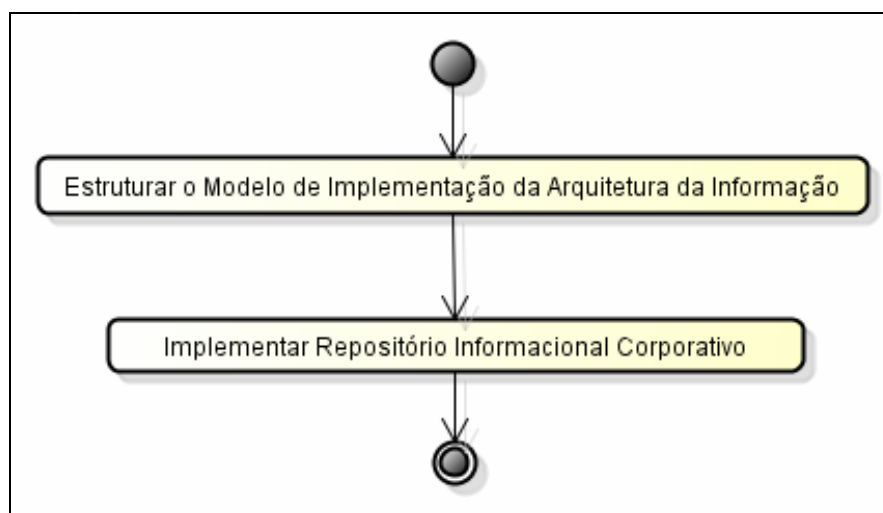 Estruturar o Modelo de Implementação da Arquitetura da Informação
Implementar Repositório Informacional Corporativo